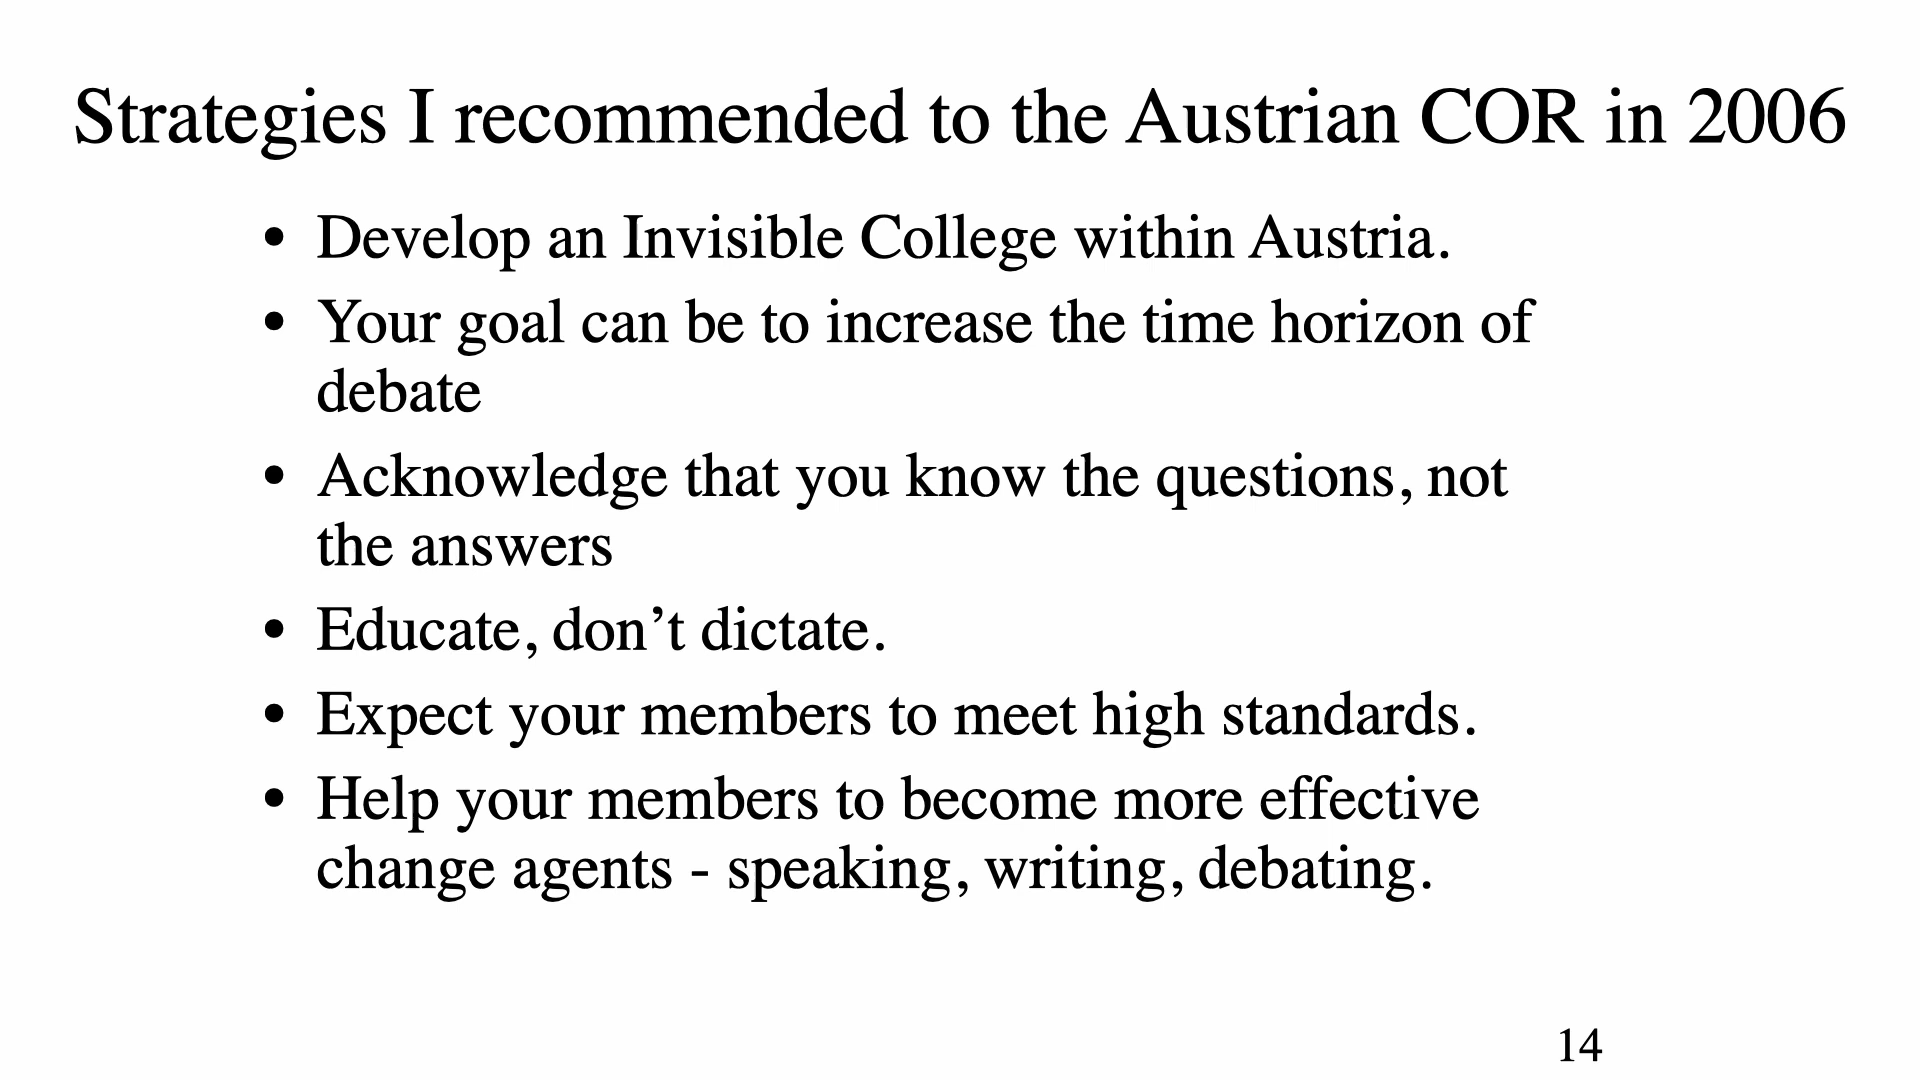 Strategies I recommended to the Austrian COR in 2006
• Develop an Invisible College within Austria.
• Your goal can be to increase the time horizon of
debate
• Acknowledge that you know the questions, not
the answers
• Educate, don’t dictate.
• Expect your members to meet high standards.
• Help your members to become more effective
change agents - speaking, writing, debating.
14